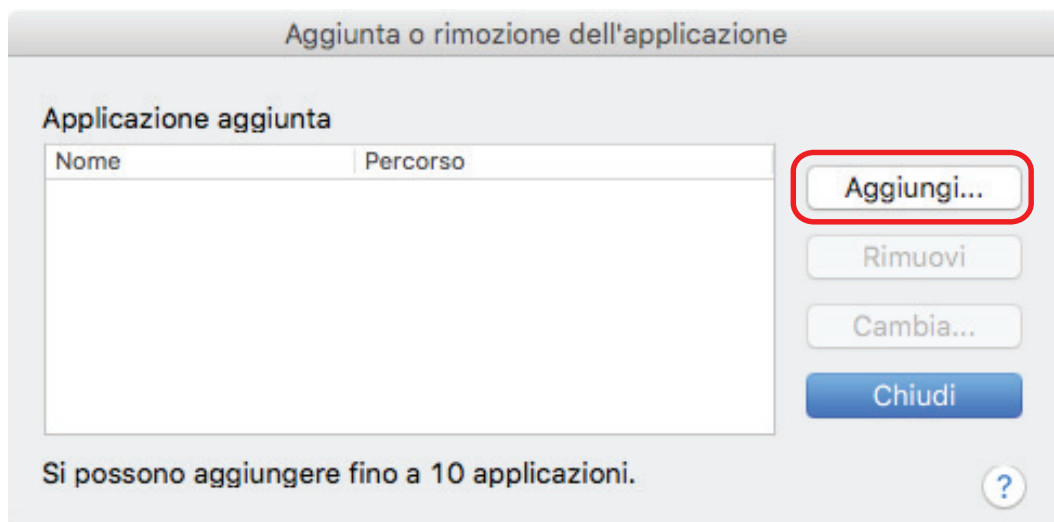 Aggiunta o rimozione dell'applicazione
Applicazione aggiunta
Nome Percorso
Aggiungi...
Rimuovi
Cambia...
Chiudi
Si possono aggiungere fino a 10 applicazioni.
?